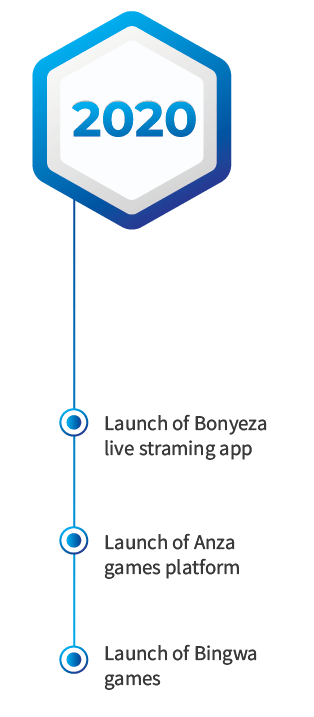 2020
Launch of Bonyeza
live straming app
Launch of Anza
games platform
Launch of Bingwa
games